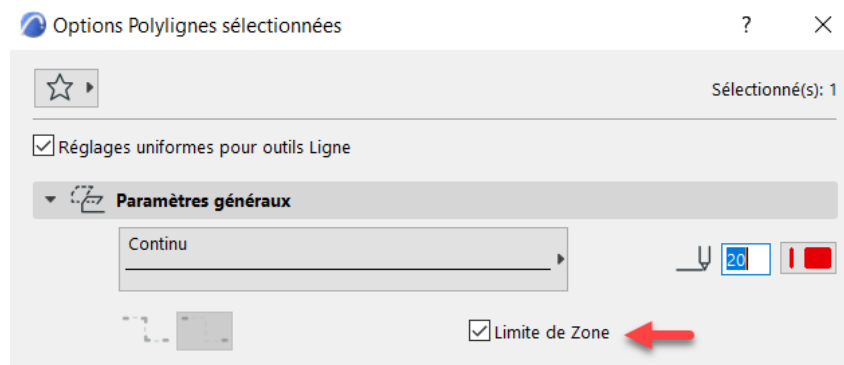 Options Polylignes sélectionnées ?
Sélectionné(s): 1
Réglages uniformes pour outils Ligne
Paramètres généraux
Continu
20
Limite de Zone